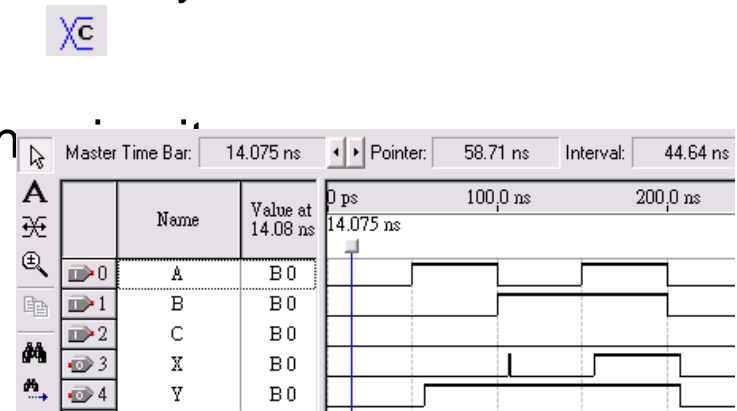 C
Master Time Bar: 14.075 ns Pointer: 58.71 ns Interval: 44.64 ns
A
Name Value at 14.08 ns 0 ps 100.0 ns 200.0 ns
14.075 ns
0 A B 0
1 B B 0
2 C B 0
3 X B 0
4 Y B 0